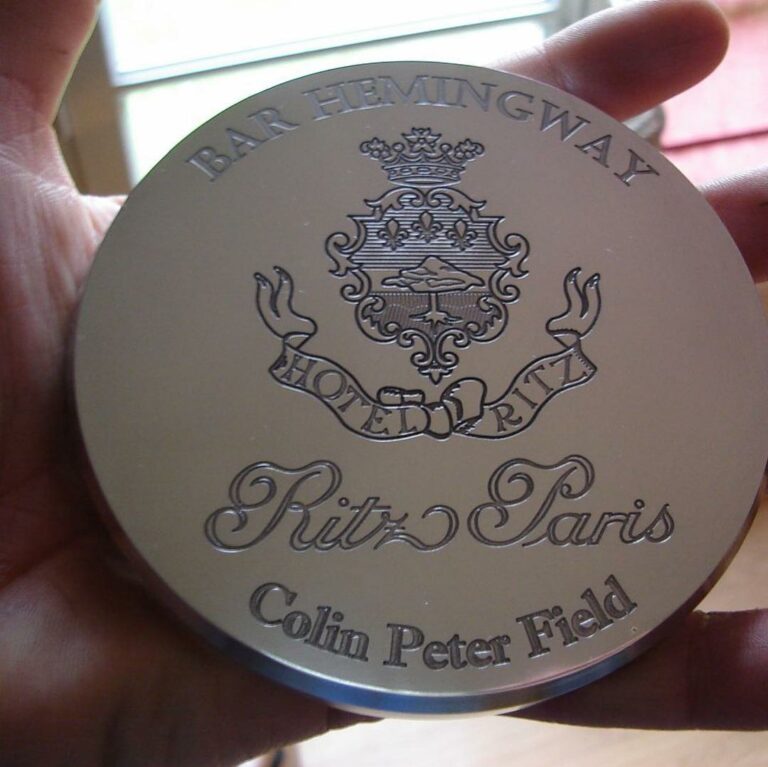 BAR HEMINGWAY
HOTEL RITZ
Ritz Paris
Colin Peter Field